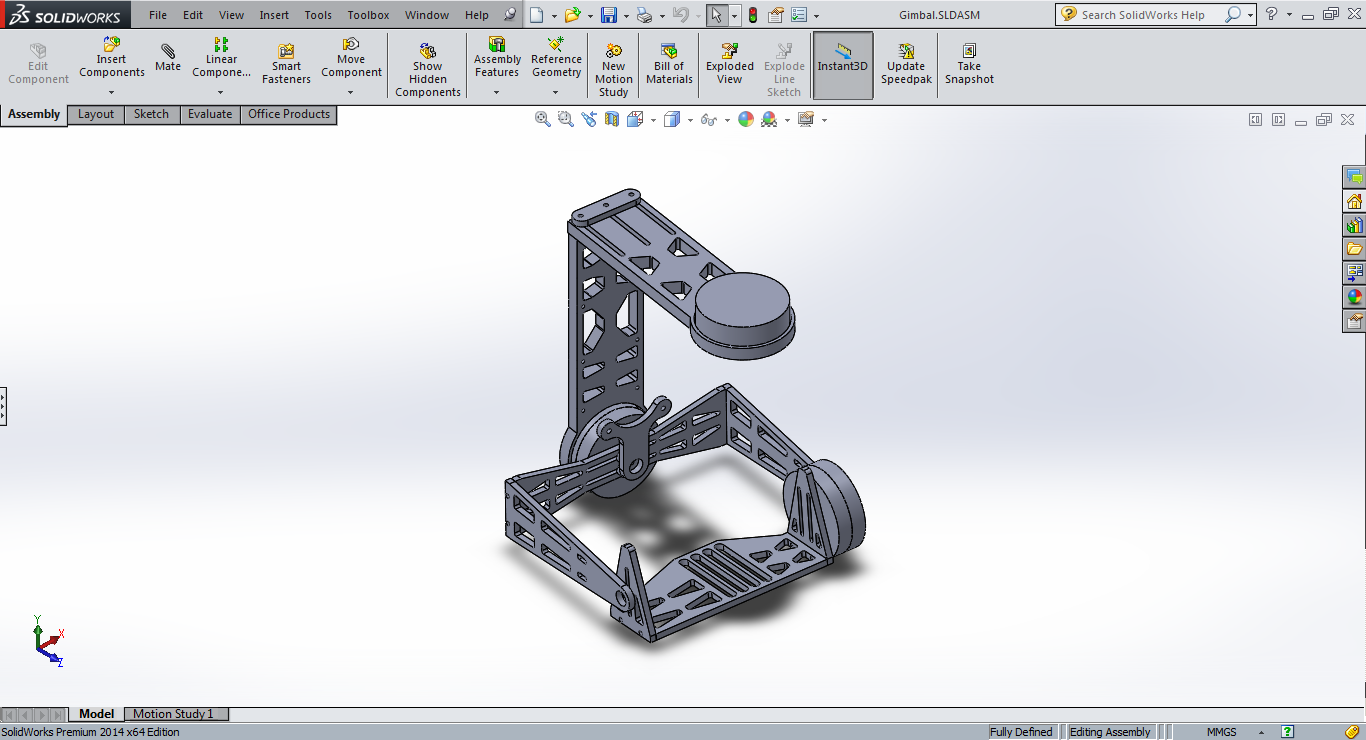 SOLIDWORKS File Edit View Insert Tools Toolbox Window Help Gimbal.SLDASM Search SolidWorks Help ?
Edit
Component
Insert
Components
Mate
Linear
Compone...
Smart
Fasteners
Move
Component
Show
Hidden
Components
Assembly
Features
Reference
Geometry
New
Motion
Study
Bill of
Materials
Exploded
View
Explode
Line
Sketch
Instant3D
Update
Speedpak
Take
Snapshot
Assembly Layout Sketch Evaluate Office Products
Y
X
Z
Model Motion Study 1
SolidWorks Premium 2014 x64 Edition Fully Defined Editing Assembly MMGS ?